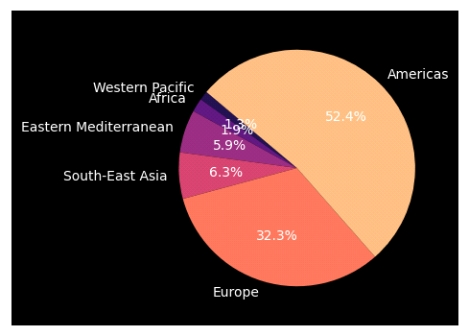 Americas
Western Pacific
Africa
52.4%
1.3%
Eastern Mediterranean
1.9%
5.9%
South-East Asia
6.3%
32.3%
Europe